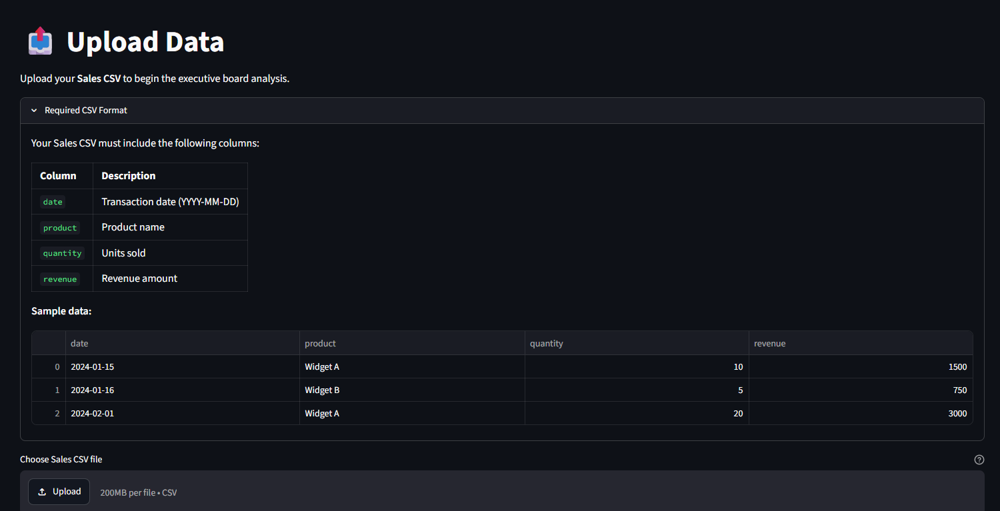 Upload Data
Upload your Sales CSV to begin the executive board analysis.
Required CSV Format
Your Sales CSV must include the following columns:
Column Description
date Transaction date (YYYY-MM-DD)
product Product name
quantity Units sold
revenue Revenue amount
Sample data:
date product quantity revenue
0 2024-01-15 Widget A 10 1500
1 2024-01-16 Widget B 5 750
2 2024-02-01 Widget A 20 3000
Choose Sales CSV file
Upload 200MB per file • CSV